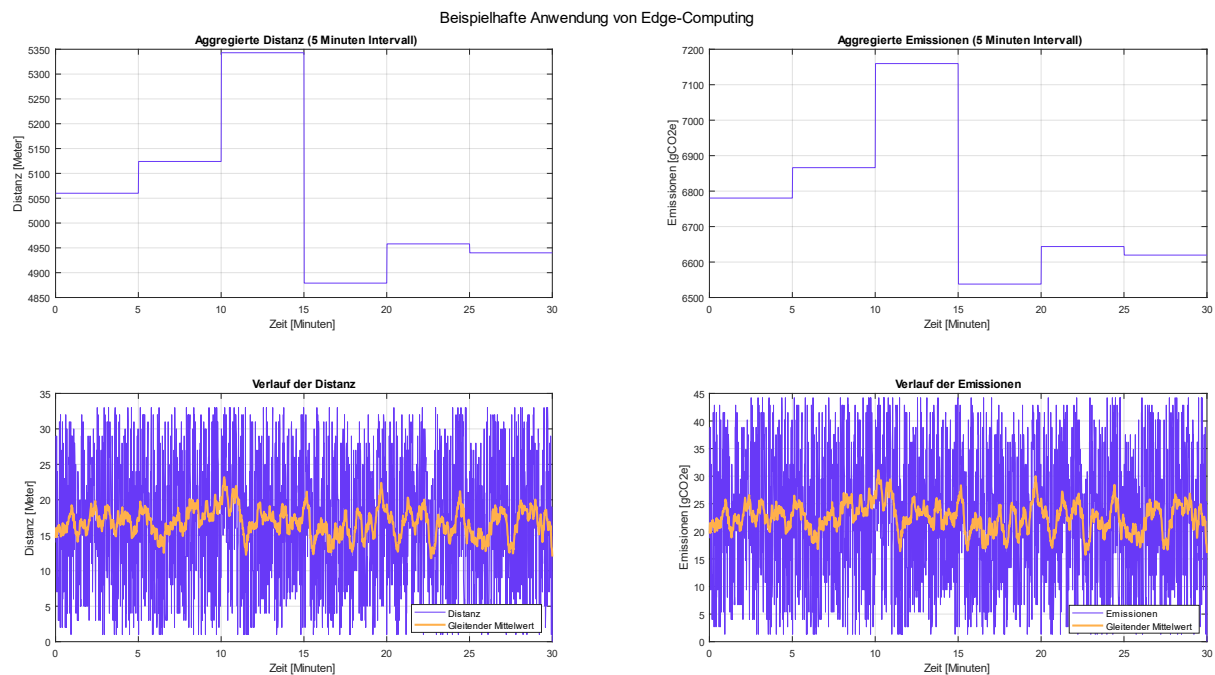 Beispielhafte Anwendung von Edge-Computing
Aggregierte Distanz (5 Minuten Intervall)
Distanz [Meter]
5350
5300
5250
5200
5150
5100
5050
5000
4950
4900
4850
0 5 10 15 20 25 30
Zeit [Minuten]
Aggregierte Emissionen (5 Minuten Intervall)
Emissionen [gCO2e]
7200
7100
7000
6900
6800
6700
6600
6500
0 5 10 15 20 25 30
Zeit [Minuten]
Verlauf der Distanz
Distanz [Meter]
35
30
25
20
15
10
5
0
0 5 10 15 20 25 30
Zeit [Minuten]
Distanz
Gleitender Mittelwert
Verlauf der Emissionen
Emissionen [gCO2e]
45
40
35
30
25
20
15
10
5
0
0 5 10 15 20 25 30
Zeit [Minuten]
Emissionen
Gleitender Mittelwert